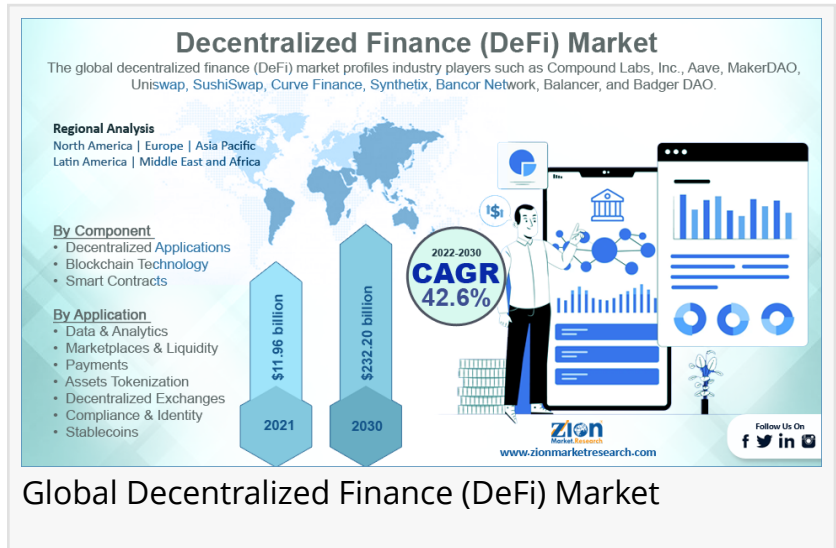 Decentralized Finance (DeFi) Market
The global decentralized finance (DeFi) market profiles industry players such as Compound Labs, Inc., Aave, MakerDAO,
Uniswap, SushiSwap, Curve Finance, Synthetix, Bancor Network, Balancer, and Badger DAO.
Regional Analysis
North America | Europe | Asia Pacific
Latin America | Middle East and Africa
By Component
• Decentralized Applications
• Blockchain Technology
• Smart Contracts
By Application
• Data & Analytics
• Marketplaces & Liquidity
• Payments
• Assets Tokenization
• Decentralized Exchanges
• Compliance & Identity
• Stablecoins
$11.96 billion
2021
$232.20 billion
2030
2022-2030
CAGR
42.6%
$
Zion
Market.Research
www.zionmarketresearch.com
Follow Us On
Global Decentralized Finance (DeFi) Market